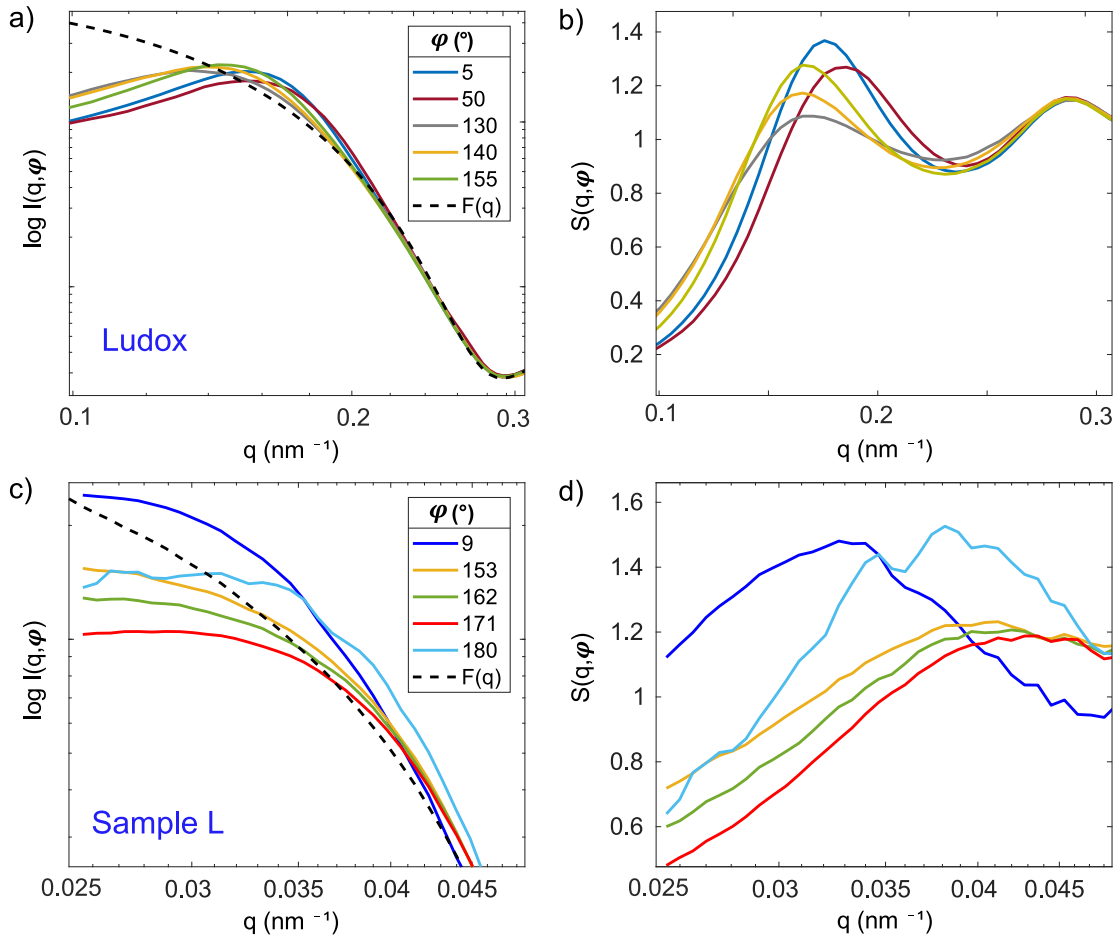 a)
log I(q,φ)
φ (°)
5
50
130
140
155
F(q)
Ludox
0.1
0.2
0.3
q (nm ⁻¹)
b)
S(q,φ)
1.4
1.2
1
0.8
0.6
0.4
0.2
0.1
0.2
0.3
q (nm ⁻¹)
c)
log I(q,φ)
φ (°)
9
153
162
171
180
F(q)
Sample L
0.025
0.03
0.035
0.04
0.045
q (nm ⁻¹)
d)
S(q,φ)
1.6
1.4
1.2
1
0.8
0.6
0.025
0.03
0.035
0.04
0.045
q (nm ⁻¹)